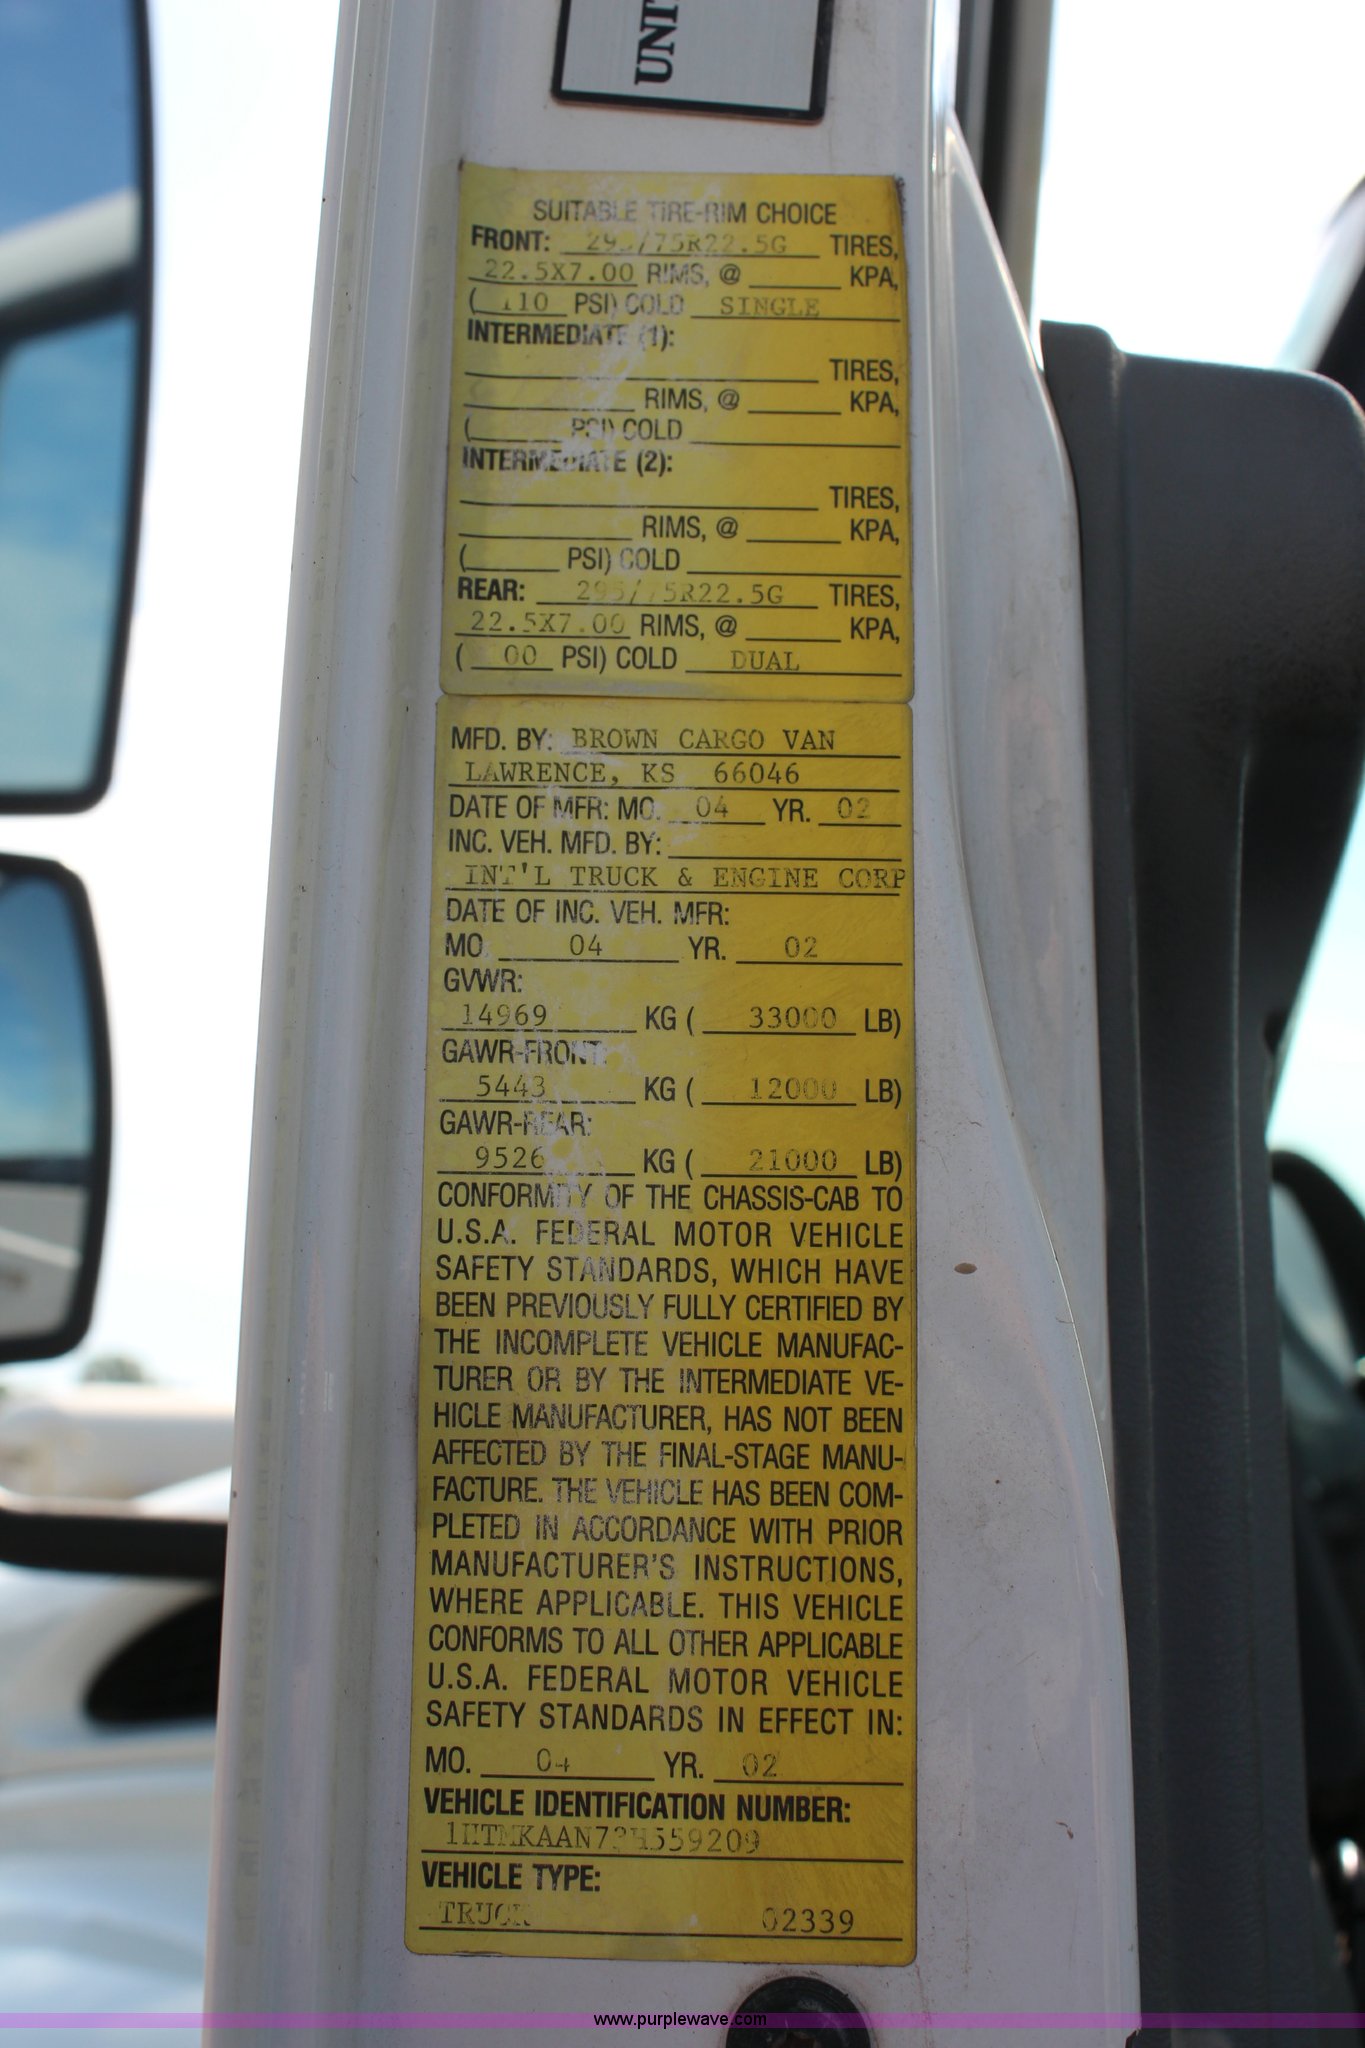 UNI
SUITABLE TIRE-RIM CHOICE
FRONT: 295/75R22.5G TIRES,
22.5X7.00 RIMS, @ KPA,
( 110 PSI) COLD SINGLE
INTERMEDIATE (1):
TIRES,
RIMS, @ KPA,
( PSI) COLD
INTERMEDIATE (2):
TIRES,
RIMS, @ KPA,
( PSI) COLD
REAR: 295/75R22.5G TIRES,
22.5X7.00 RIMS, @ KPA,
( 00 PSI) COLD DUAL
MFD. BY: BROWN CARGO VAN
LAWRENCE, KS 66046
DATE OF MFR: MO. 04 YR. 02
INC. VEH. MFD. BY:
INT'L TRUCK & ENGINE CORP
DATE OF INC. VEH. MFR:
MO. 04 YR. 02
GVWR:
14969 KG ( 33000 LB)
GAWR-FRONT:
5443 KG ( 12000 LB)
GAWR-REAR:
9526 KG ( 21000 LB)
CONFORMITY OF THE CHASSIS-CAB TO
U.S.A. FEDERAL MOTOR VEHICLE
SAFETY STANDARDS, WHICH HAVE
BEEN PREVIOUSLY FULLY CERTIFIED BY
THE INCOMPLETE VEHICLE MANUFAC-
TURER OR BY THE INTERMEDIATE VE-
HICLE MANUFACTURER, HAS NOT BEEN
AFFECTED BY THE FINAL-STAGE MANU-
FACTURE. THE VEHICLE HAS BEEN COM-
PLETED IN ACCORDANCE WITH PRIOR
MANUFACTURER'S INSTRUCTIONS,
WHERE APPLICABLE. THIS VEHICLE
CONFORMS TO ALL OTHER APPLICABLE
U.S.A. FEDERAL MOTOR VEHICLE
SAFETY STANDARDS IN EFFECT IN:
MO. 04 YR. 02
VEHICLE IDENTIFICATION NUMBER:
VEHICLE TYPE:
TRUCK 02339
www.purplewave.com